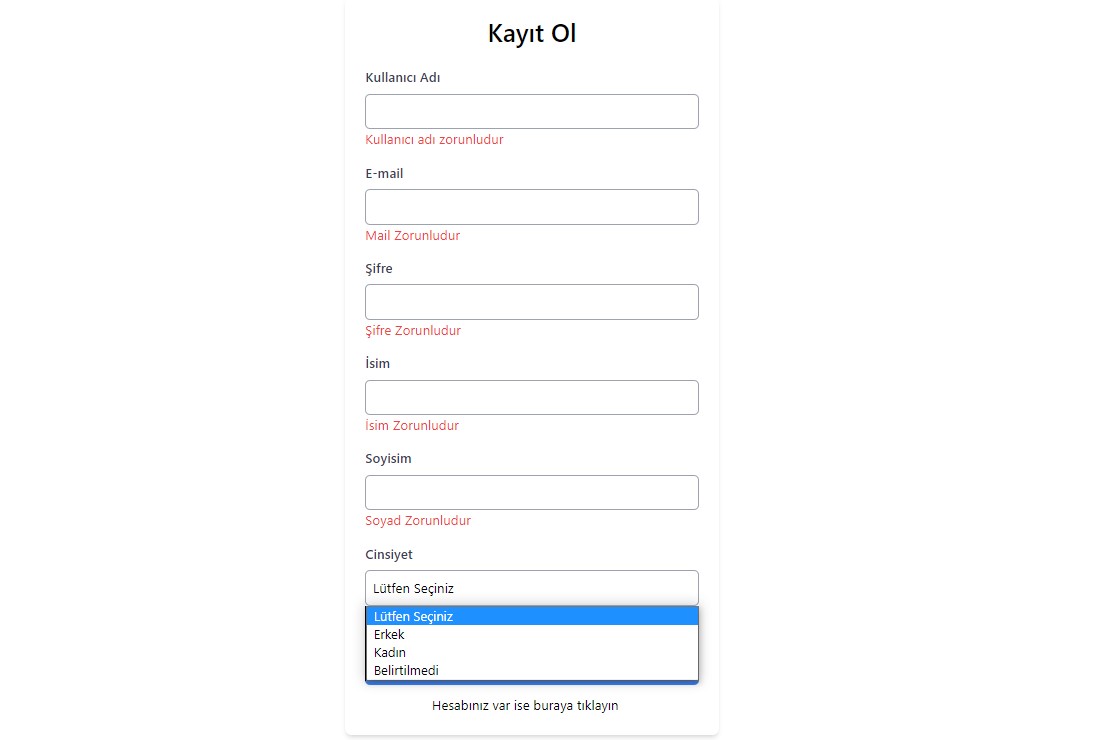 Kayıt Ol
Kullanıcı Adı
Kullanıcı adı zorunludur
E-mail
Mail Zorunludur
Şifre
Şifre Zorunludur
İsim
İsim Zorunludur
Soyisim
Soyad Zorunludur
Cinsiyet
Lütfen Seçiniz
Lütfen Seçiniz
Erkek
Kadın
Belirtilmedi
Hesabınız var ise buraya tıklayın